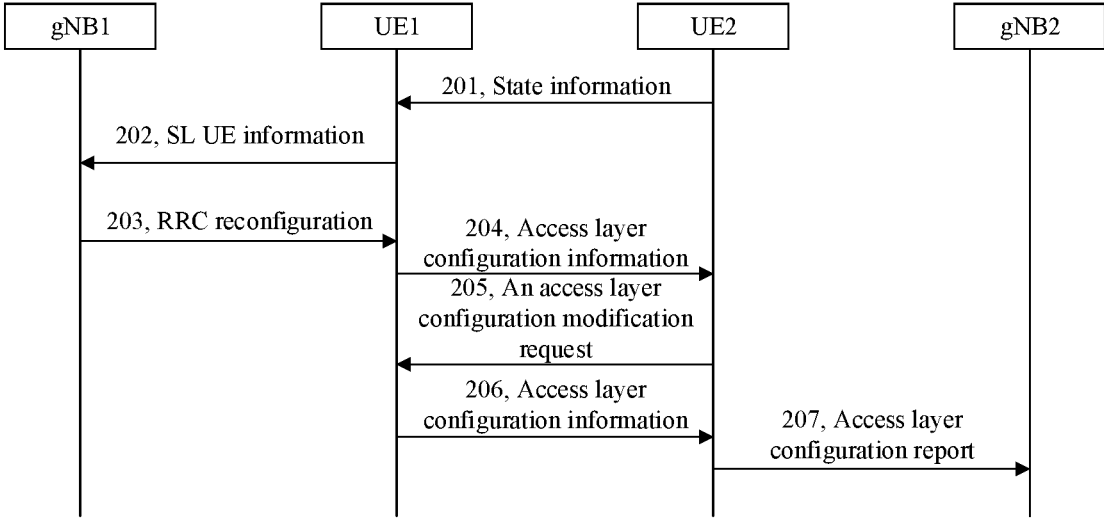 gNB1
UE1
UE2
gNB2
201, State information
202, SL UE information
203, RRC reconfiguration
204, Access layer
configuration information
205, An access layer
configuration modification
request
206, Access layer
configuration information
207, Access layer
configuration report